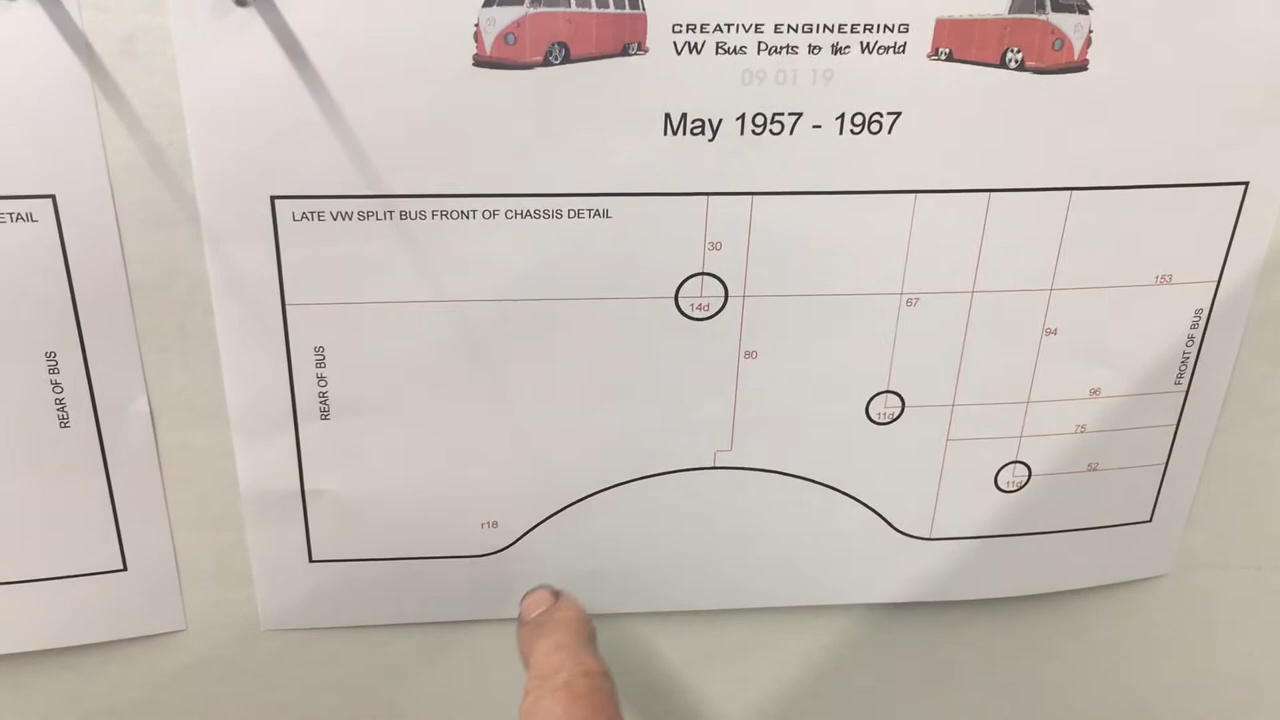 CREATIVE ENGINEERING
VW Bus Parts to the World
09 01 19
May 1957 - 1967
ETAIL
REAR OF BUS
LATE VW SPLIT BUS FRONT OF CHASSIS DETAIL
30
14d
80
67
11d
153
94
96
75
52
11d
REAR OF BUS
FRONT OF BUS
r18